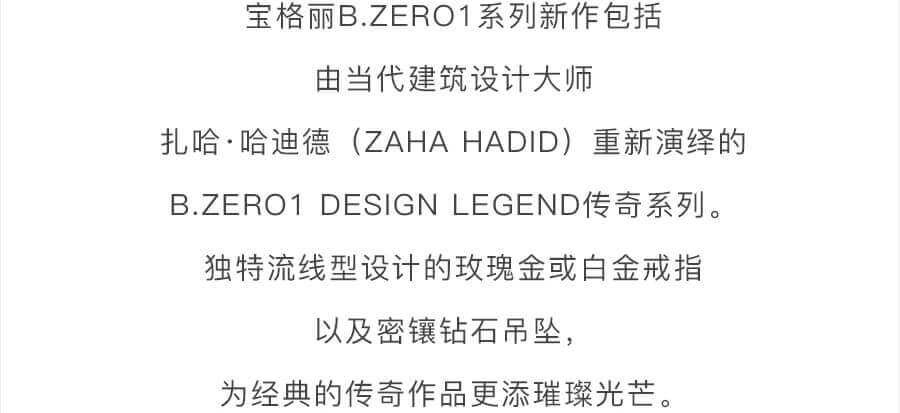 宝格丽B.ZERO1系列新作包括
由当代建筑设计大师
扎哈·哈迪德（ZAHA HADID）重新演绎的
B.ZERO1 DESIGN LEGEND传奇系列。
独特流线型设计的玫瑰金或白金戒指
以及密镶钻石吊坠，
为经典的传奇作品更添璀璨光芒。